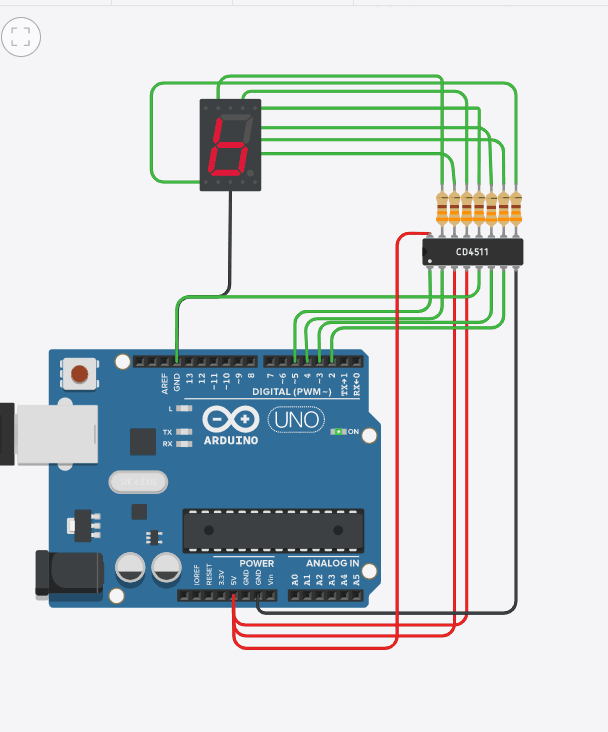 CD4511
AREF
GND
13
12
~11
~10
~9
8
7
~6
~5
4
~3
2
TX→1
RX←0
DIGITAL (PWM~)
L
TX
RX
ARDUINO
UNO
ON
POWER
ANALOG IN
IOREF
RESET
3.3V
5V
GND
GND
Vin
A0
A1
A2
A3
A4
A5